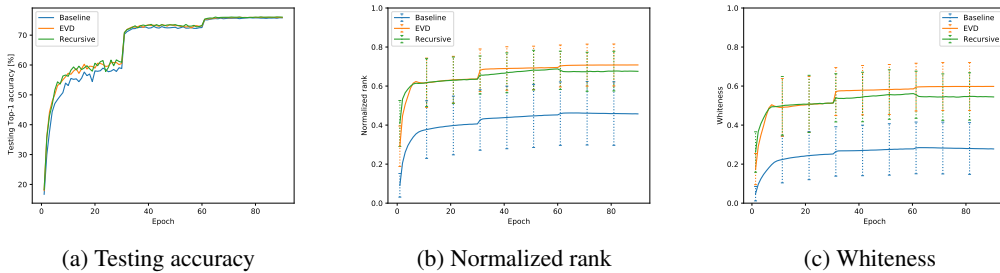 Baseline
EVD
Recursive
Testing Top-1 accuracy [%]
70
60
50
40
30
20
0
20
40
60
80
Epoch
(a) Testing accuracy
Baseline
EVD
Recursive
Normalized rank
1.0
0.8
0.6
0.4
0.2
0.0
0
20
40
60
80
Epoch
(b) Normalized rank
Baseline
EVD
Recursive
Whiteness
1.0
0.8
0.6
0.4
0.2
0.0
0
20
40
60
80
Epoch
(c) Whiteness